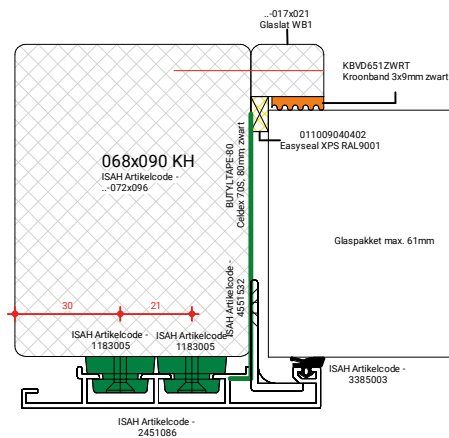 ..-017x021
Glaslat WB1
KBVD651ZWRT
Kroonband 3x9mm zwart
011009040402
Easyseal XPS RAL9001
068x090 KH
ISAH Artikelcode -
..-072x096
BUTYLTAPE-80
Celdex 70S, 80mm, zwart
Glaspakket max. 61mm
ISAH Artikelcode -
4551532
30
21
ISAH Artikelcode -
1183005
ISAH Artikelcode -
1183005
ISAH Artikelcode -
3385003
ISAH Artikelcode -
2451086